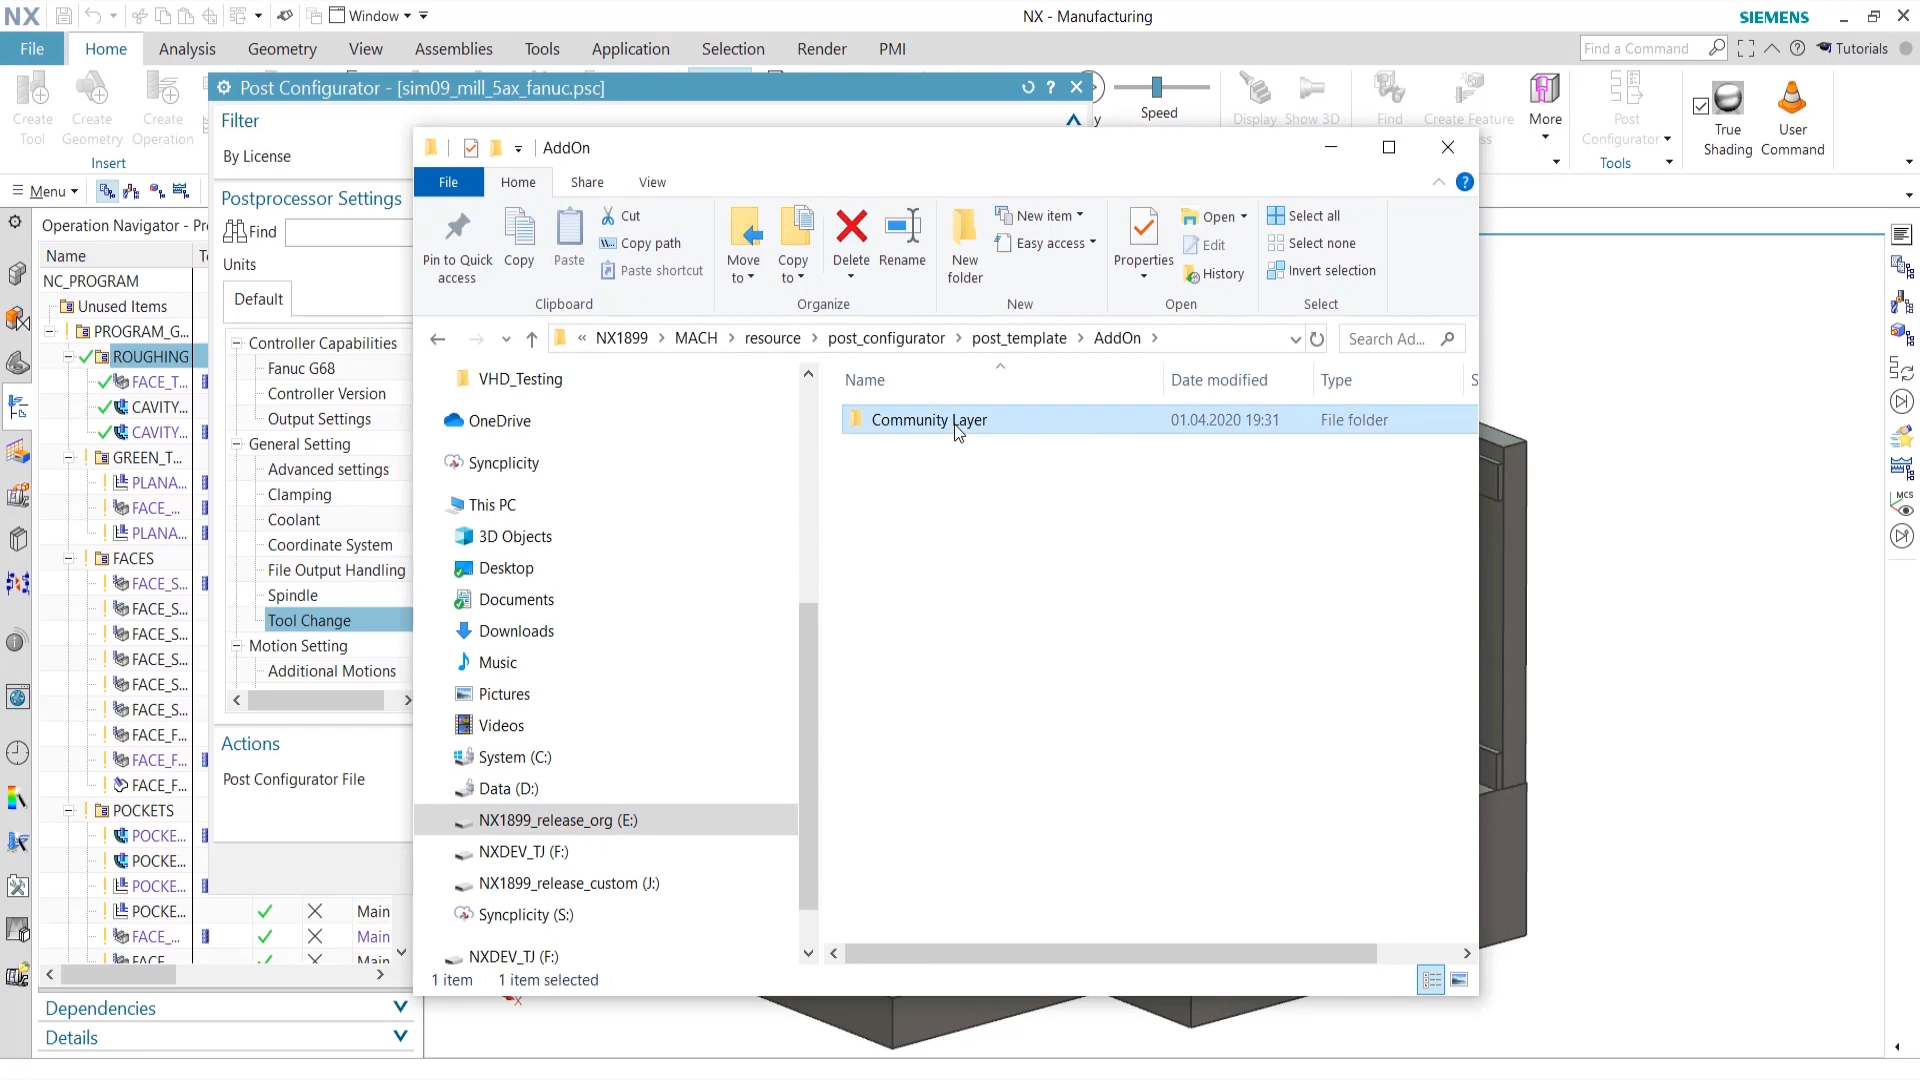 NX
Window
NX - Manufacturing
SIEMENS
File
Home
Analysis
Geometry
View
Assemblies
Tools
Application
Selection
Render
PMI
Find a Command
Tutorials
Create Tool
Create Geometry
Create Operation
Insert
Post Configurator - [sim09_mill_5ax_fanuc.psc]
Speed
Display
Show 3D
Find
Create Feature
More
Post Configurator
Tools
True Shading
User Command
Menu
Filter
By License
Postprocessor Settings
Find
Units
Default
Controller Capabilities
Fanuc G68
Controller Version
Output Settings
General Setting
Advanced settings
Clamping
Coolant
Coordinate System
File Output Handling
Spindle
Tool Change
Motion Setting
Additional Motions
Actions
Post Configurator File
Operation Navigator - Pr
Name
NC_PROGRAM
Unused Items
PROGRAM_G...
ROUGHING
FACE_T...
CAVITY...
CAVITY...
GREEN_T...
PLANA...
FACE_...
PLANA...
FACES
FACE_S...
FACE_S...
FACE_S...
FACE_S...
FACE_S...
FACE_S...
FACE_F...
FACE_F...
FACE_F...
POCKETS
POCKE...
POCKE...
POCKE...
POCKE...
Main
FACE_...
Main
Dependencies
Details
AddOn
File
Home
Share
View
Pin to Quick access
Copy
Paste
Cut
Copy path
Paste shortcut
Clipboard
Move to
Copy to
Delete
Rename
Organize
New folder
New item
Easy access
New
Properties
Open
Edit
History
Open
Select all
Select none
Invert selection
Select
« NX1899 > MACH > resource > post_configurator > post_template > AddOn >
Search Ad...
VHD_Testing
OneDrive
Syncplicity
This PC
3D Objects
Desktop
Documents
Downloads
Music
Pictures
Videos
System (C:)
Data (D:)
NX1899_release_org (E:)
NXDEV_TJ (F:)
NX1899_release_custom (J:)
Syncplicity (S:)
NXDEV_TJ (F:)
Name
Date modified
Type
Community Layer
01.04.2020 19:31
File folder
1 item
1 item selected
MCS
X